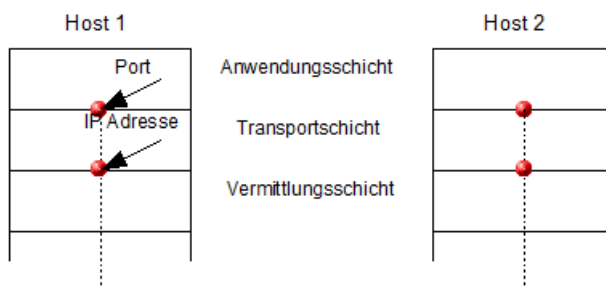 Host 1
Host 2
Port
Anwendungsschicht
IP Adresse
Transportschicht
Vermittlungsschicht